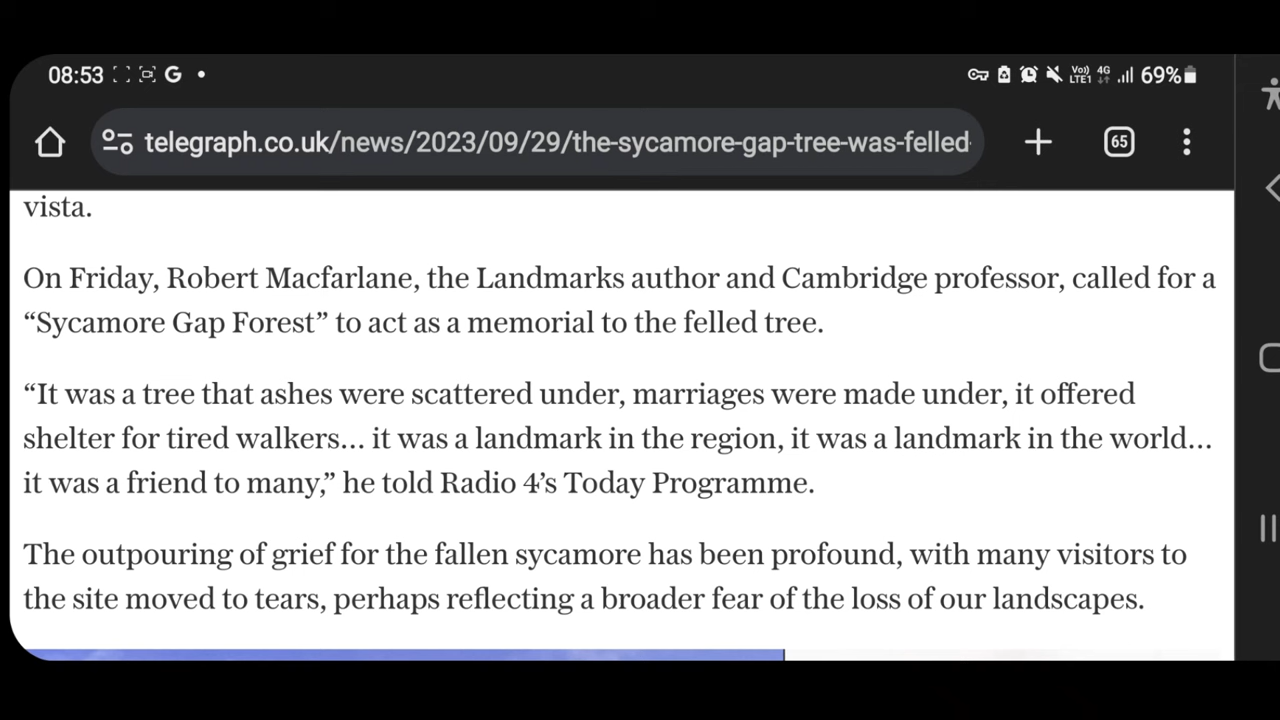 08:53 G
Vo) LTE1 4G 69%
telegraph.co.uk/news/2023/09/29/the-sycamore-gap-tree-was-felled-
65
vista.
On Friday, Robert Macfarlane, the Landmarks author and Cambridge professor, called for a
“Sycamore Gap Forest” to act as a memorial to the felled tree.
“It was a tree that ashes were scattered under, marriages were made under, it offered
shelter for tired walkers... it was a landmark in the region, it was a landmark in the world...
it was a friend to many,” he told Radio 4’s Today Programme.
The outpouring of grief for the fallen sycamore has been profound, with many visitors to
the site moved to tears, perhaps reflecting a broader fear of the loss of our landscapes.